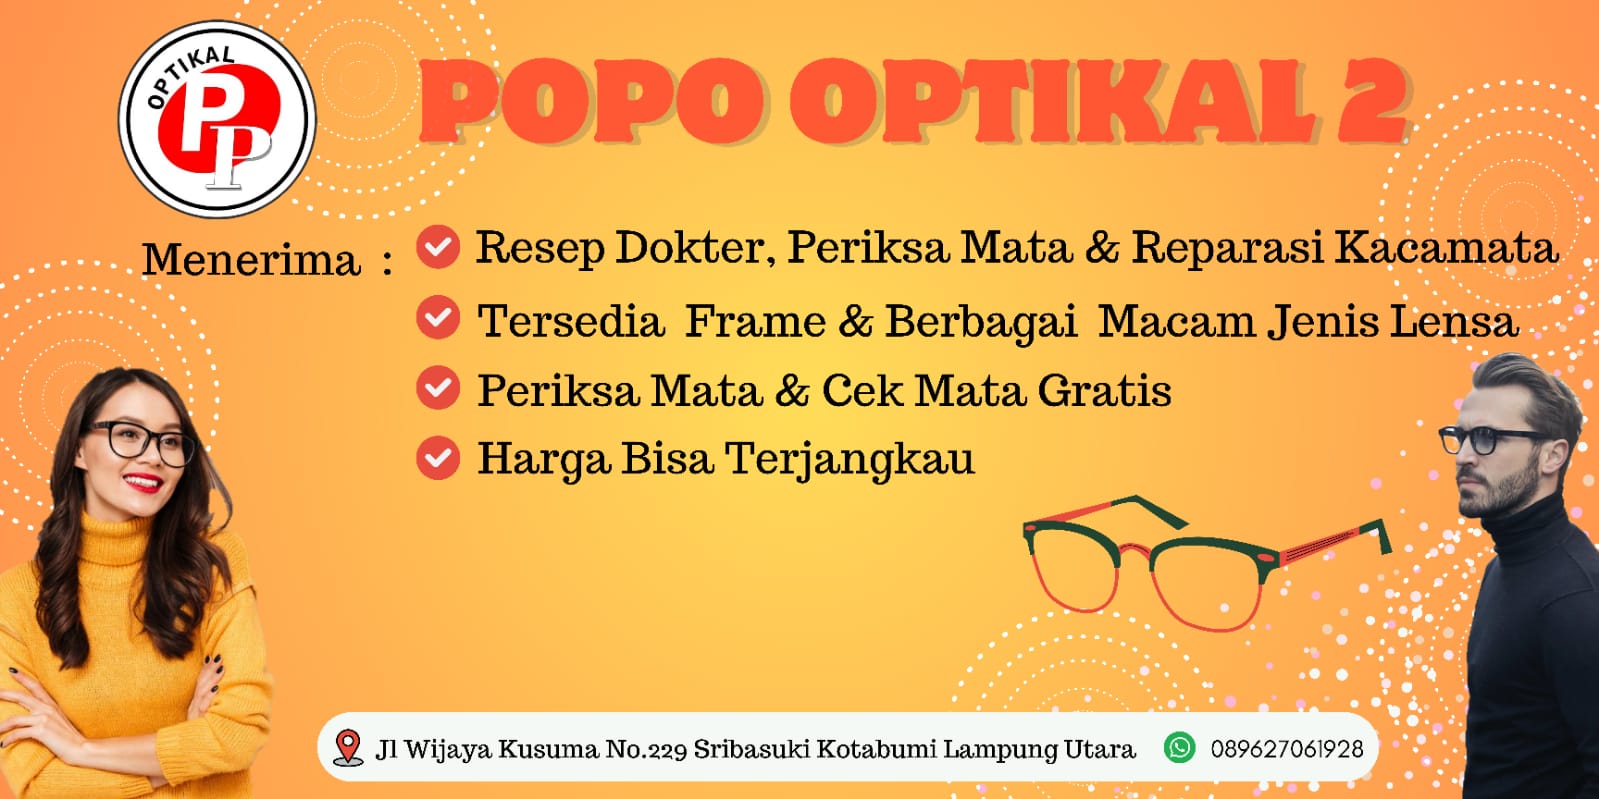 OPTIKAL
PP
POPO OPTIKAL 2
Menerima :
Resep Dokter, Periksa Mata & Reparasi Kacamata
Tersedia Frame & Berbagai Macam Jenis Lensa
Periksa Mata & Cek Mata Gratis
Harga Bisa Terjangkau
Jl Wijaya Kusuma No.229 Sribasuki Kotabumi Lampung Utara
089627061928